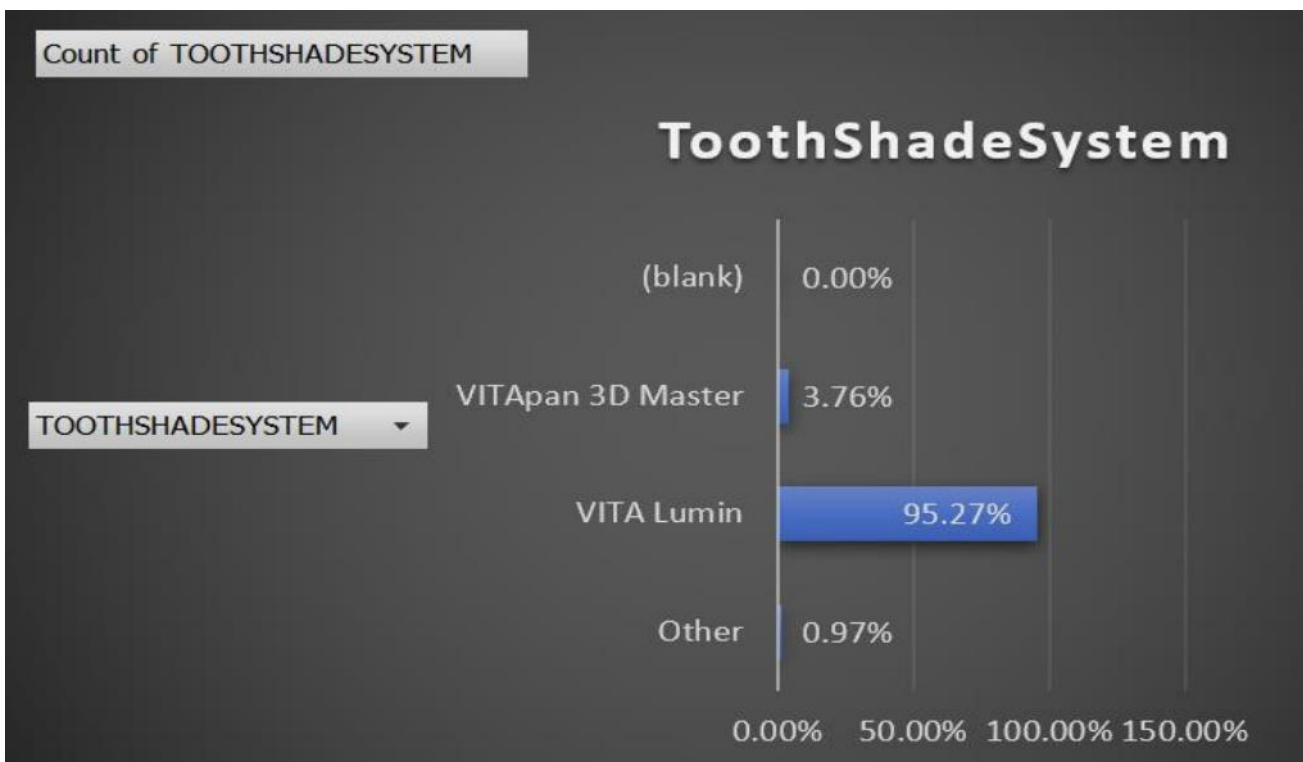 Count of TOOTHSHADESYSTEM
ToothShadeSystem
(blank) 0.00%
VITApan 3D Master 3.76%
TOOTHSHADESYSTEM
VITA Lumin 95.27%
Other 0.97%
0.00% 50.00% 100.00% 150.00%